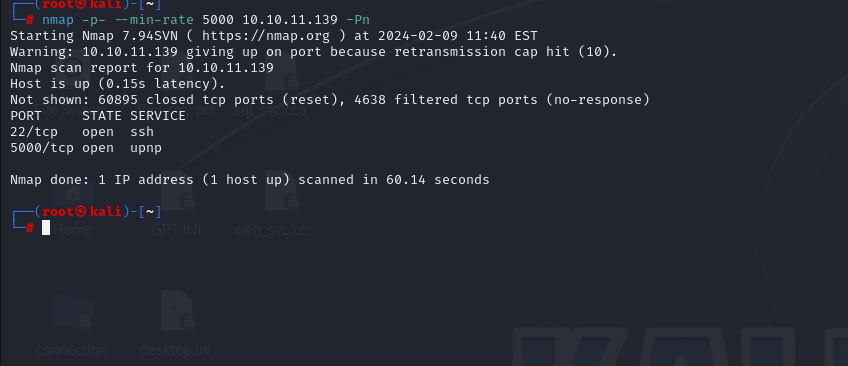 ┌──(root㉿kali)-[~]
└─# nmap -p- --min-rate 5000 10.10.11.139 -Pn
Starting Nmap 7.94SVN ( https://nmap.org ) at 2024-02-09 11:40 EST
Warning: 10.10.11.139 giving up on port because retransmission cap hit (10).
Nmap scan report for 10.10.11.139
Host is up (0.15s latency).
Not shown: 60895 closed tcp ports (reset), 4638 filtered tcp ports (no-response)
PORT     STATE SERVICE
22/tcp   open  ssh
5000/tcp open  upnp
Nmap done: 1 IP address (1 host up) scanned in 60.14 seconds
┌──(root㉿kali)-[~]
└─#
Home GPT.INI web_svc.cc...
connection desktop.ini